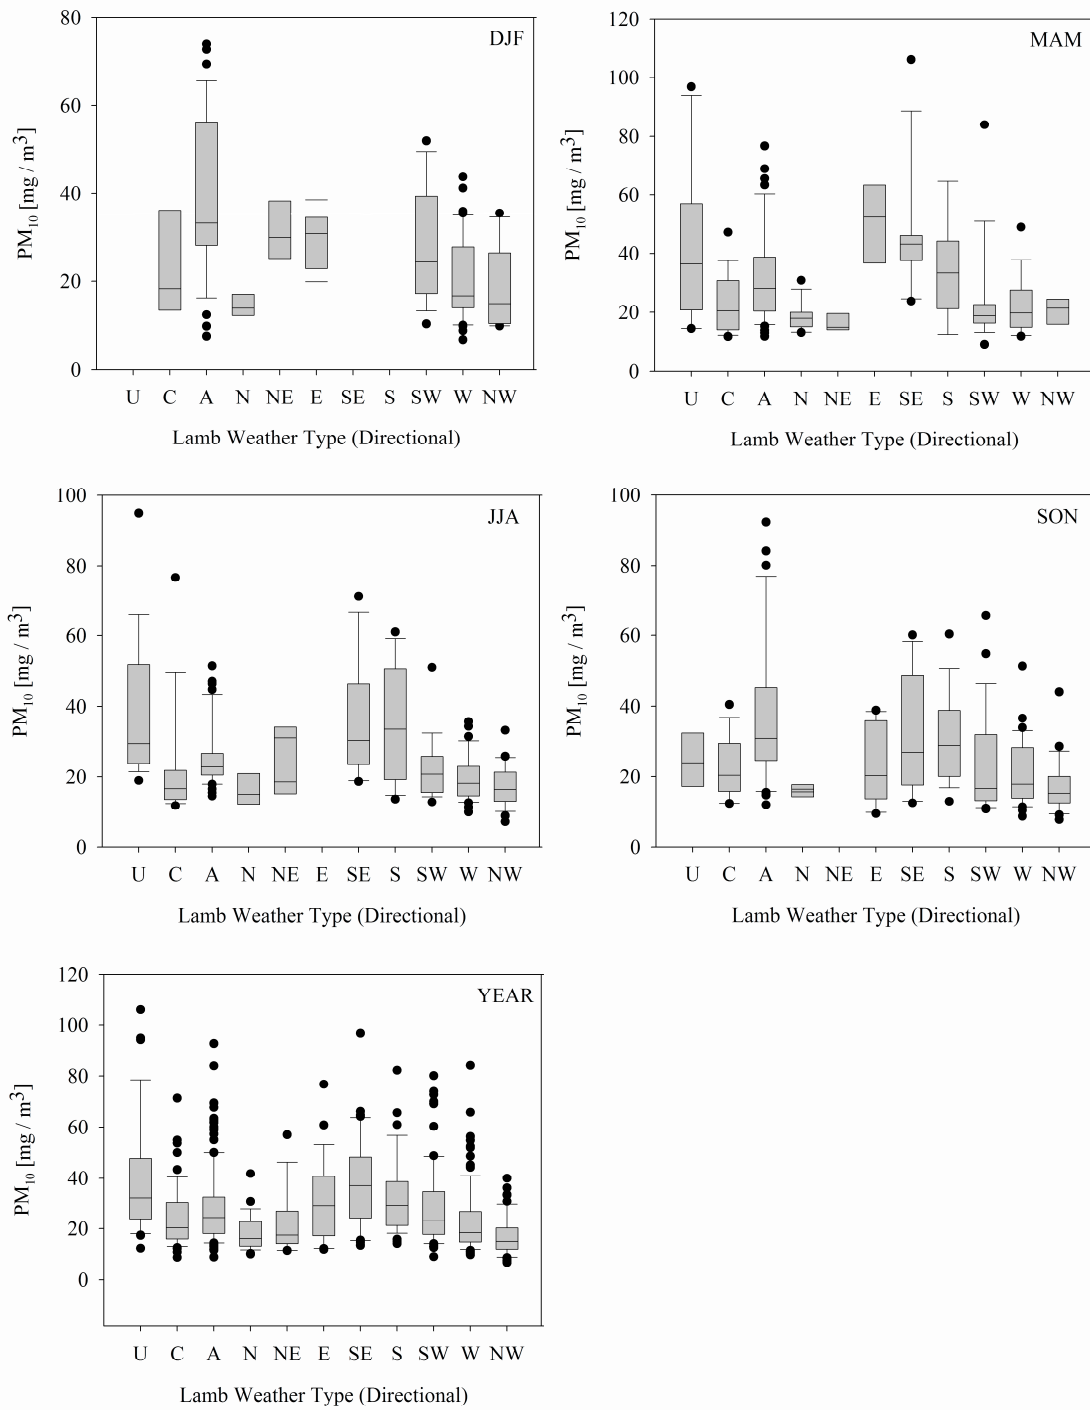 DJF
80
60
40
20
0
PM10 [mg / m3]
U C A N NE E SE S SW W NW
Lamb Weather Type (Directional)
MAM
120
100
80
60
40
20
0
PM10 [mg / m3]
U C A N NE E SE S SW W NW
Lamb Weather Type (Directional)
JJA
100
80
60
40
20
0
PM10 [mg / m3]
U C A N NE E SE S SW W NW
Lamb Weather Type (Directional)
SON
100
80
60
40
20
0
PM10 [mg / m3]
U C A N NE E SE S SW W NW
Lamb Weather Type (Directional)
YEAR
120
100
80
60
40
20
0
PM10 [mg / m3]
U C A N NE E SE S SW W NW
Lamb Weather Type (Directional)